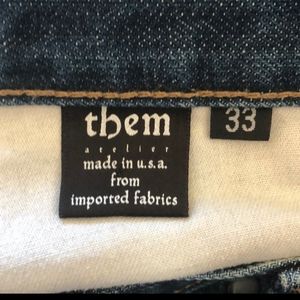 them
atelier
made in u.s.a.
from
imported fabrics
33